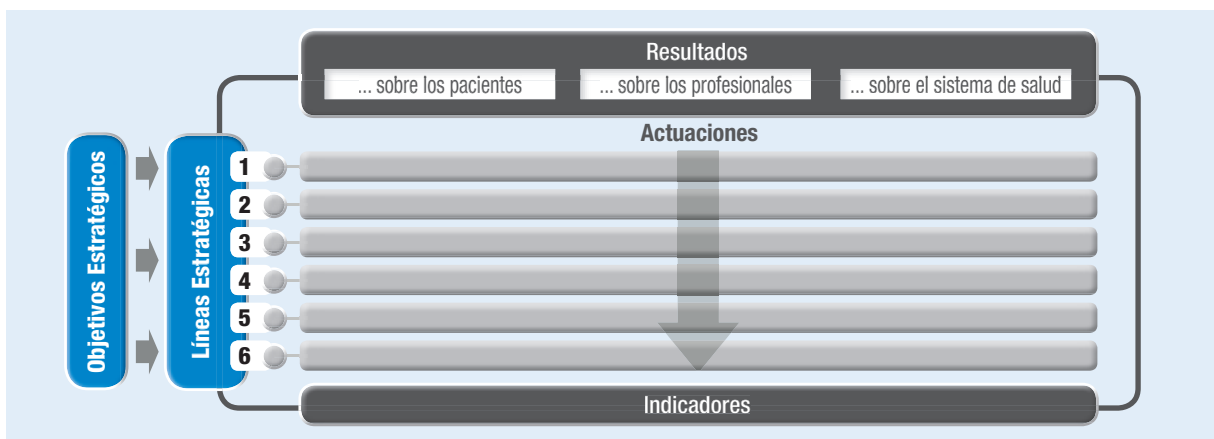 Resultados
... sobre los pacientes
... sobre los profesionales
... sobre el sistema de salud
Actuaciones
Objetivos Estratégicos
Líneas Estratégicas
1
2
3
4
5
6
Indicadores